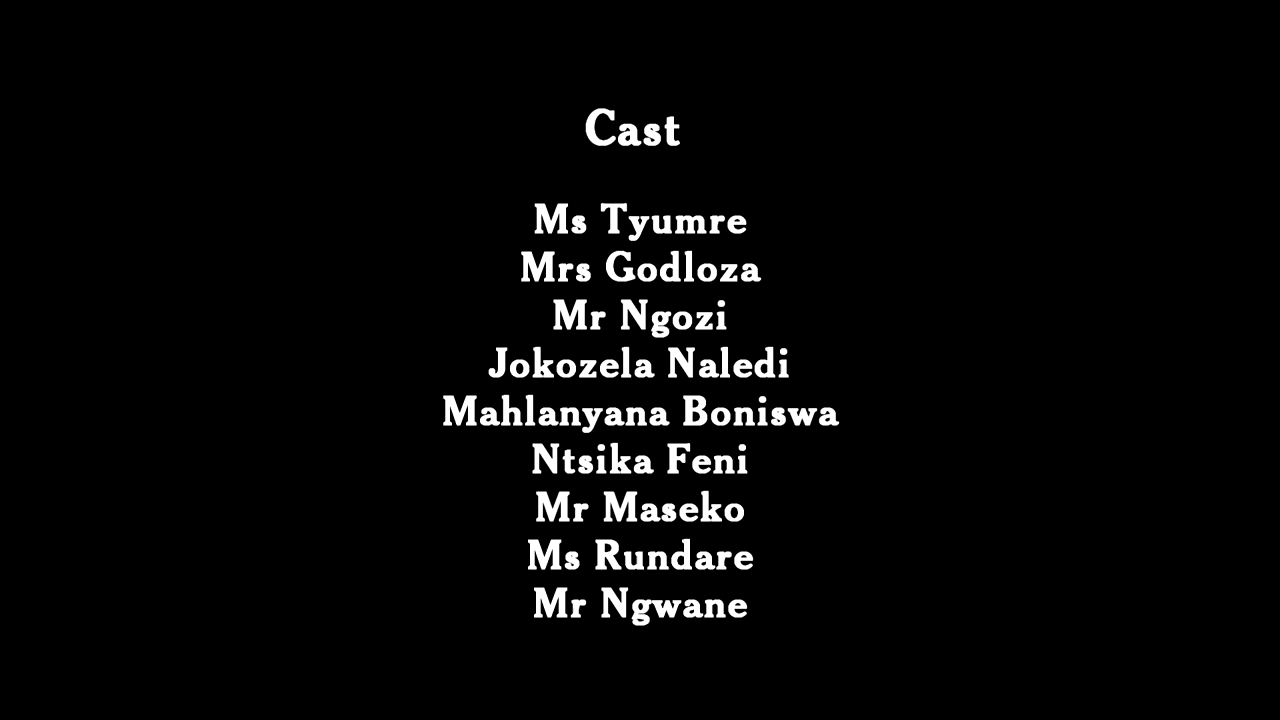 Cast
Ms Tyumre
Mrs Godloza
Mr Ngozi
Jokozela Naledi
Mahlanyana Boniswa
Ntsika Feni
Mr Maseko
Ms Rundare
Mr Ngwane